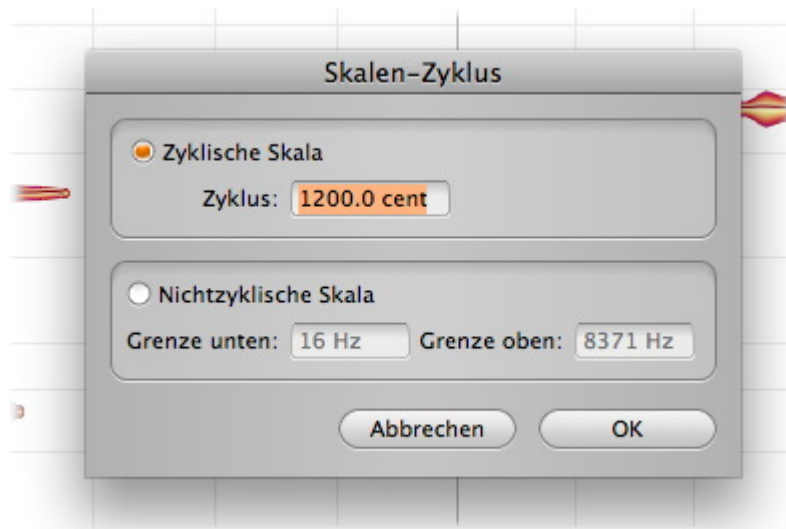 Skalen-Zyklus
Zyklische Skala
Zyklus: 1200.0 cent
Nichtzyklische Skala
Grenze unten: 16 Hz Grenze oben: 8371 Hz
Abbrechen OK